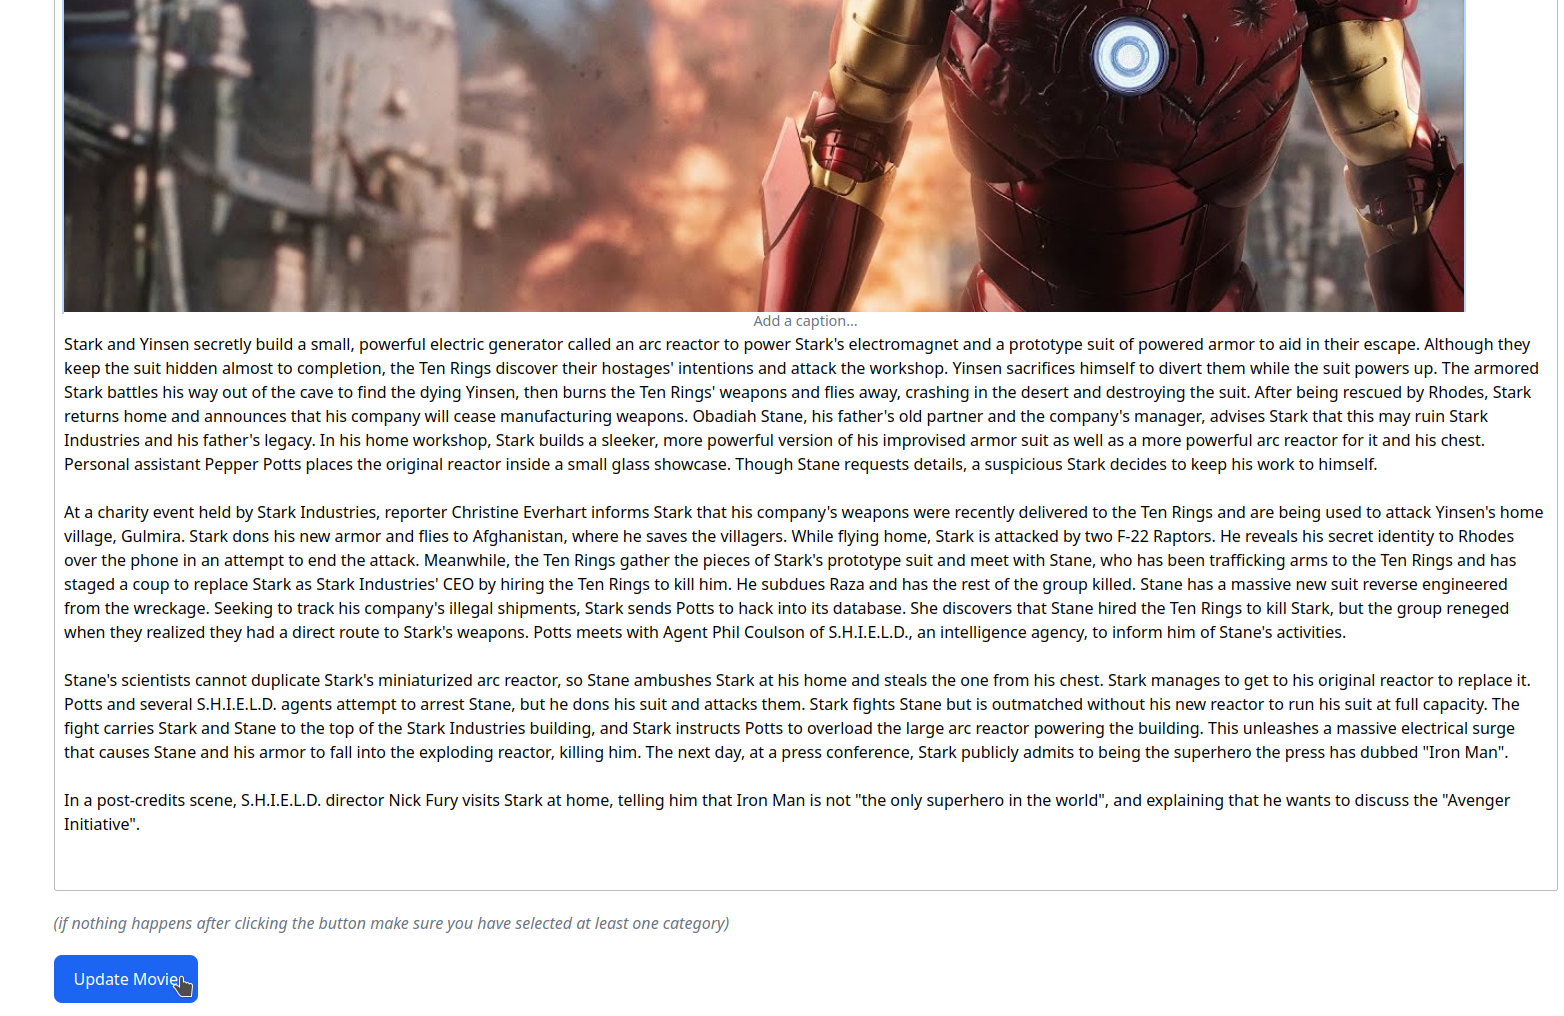 Add a caption...
Stark and Yinsen secretly build a small, powerful electric generator called an arc reactor to power Stark's electromagnet and a prototype suit of powered armor to aid in their escape. Although they
keep the suit hidden almost to completion, the Ten Rings discover their hostages' intentions and attack the workshop. Yinsen sacrifices himself to divert them while the suit powers up. The armored
Stark battles his way out of the cave to find the dying Yinsen, then burns the Ten Rings' weapons and flies away, crashing in the desert and destroying the suit. After being rescued by Rhodes, Stark
returns home and announces that his company will cease manufacturing weapons. Obadiah Stane, his father's old partner and the company's manager, advises Stark that this may ruin Stark
Industries and his father's legacy. In his home workshop, Stark builds a sleeker, more powerful version of his improvised armor suit as well as a more powerful arc reactor for it and his chest.
Personal assistant Pepper Potts places the original reactor inside a small glass showcase. Though Stane requests details, a suspicious Stark decides to keep his work to himself.
At a charity event held by Stark Industries, reporter Christine Everhart informs Stark that his company's weapons were recently delivered to the Ten Rings and are being used to attack Yinsen's home
village, Gulmira. Stark dons his new armor and flies to Afghanistan, where he saves the villagers. While flying home, Stark is attacked by two F-22 Raptors. He reveals his secret identity to Rhodes
over the phone in an attempt to end the attack. Meanwhile, the Ten Rings gather the pieces of Stark's prototype suit and meet with Stane, who has been trafficking arms to the Ten Rings and has
staged a coup to replace Stark as Stark Industries' CEO by hiring the Ten Rings to kill him. He subdues Raza and has the rest of the group killed. Stane has a massive new suit reverse engineered
from the wreckage. Seeking to track his company's illegal shipments, Stark sends Potts to hack into its database. She discovers that Stane hired the Ten Rings to kill Stark, but the group reneged
when they realized they had a direct route to Stark's weapons. Potts meets with Agent Phil Coulson of S.H.I.E.L.D., an intelligence agency, to inform him of Stane's activities.
Stane's scientists cannot duplicate Stark's miniaturized arc reactor, so Stane ambushes Stark at his home and steals the one from his chest. Stark manages to get to his original reactor to replace it.
Potts and several S.H.I.E.L.D. agents attempt to arrest Stane, but he dons his suit and attacks them. Stark fights Stane but is outmatched without his new reactor to run his suit at full capacity. The
fight carries Stark and Stane to the top of the Stark Industries building, and Stark instructs Potts to overload the large arc reactor powering the building. This unleashes a massive electrical surge
that causes Stane and his armor to fall into the exploding reactor, killing him. The next day, at a press conference, Stark publicly admits to being the superhero the press has dubbed "Iron Man".
In a post-credits scene, S.H.I.E.L.D. director Nick Fury visits Stark at home, telling him that Iron Man is not "the only superhero in the world", and explaining that he wants to discuss the "Avenger
Initiative".
(if nothing happens after clicking the button make sure you have selected at least one category)
Update Movie